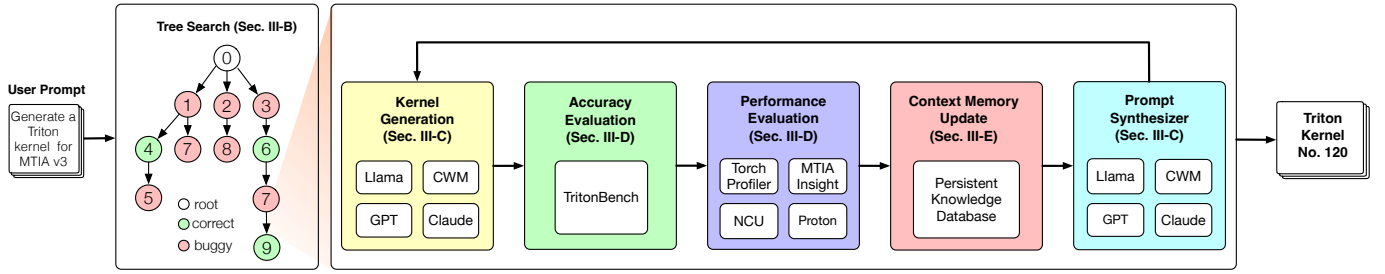 User Prompt
Generate a
Triton
kernel for
MTIA v3
Tree Search (Sec. III-B)
0
1
2
3
4
7
8
6
5
7
9
root
correct
buggy
Kernel
Generation
(Sec. III-C)
Llama
CWM
GPT
Claude
Accuracy
Evaluation
(Sec. III-D)
TritonBench
Performance
Evaluation
(Sec. III-D)
Torch
Profiler
MTIA
Insight
NCU
Proton
Context Memory
Update
(Sec. III-E)
Persistent
Knowledge
Database
Prompt
Synthesizer
(Sec. III-C)
Llama
CWM
GPT
Claude
Triton
Kernel
No. 120